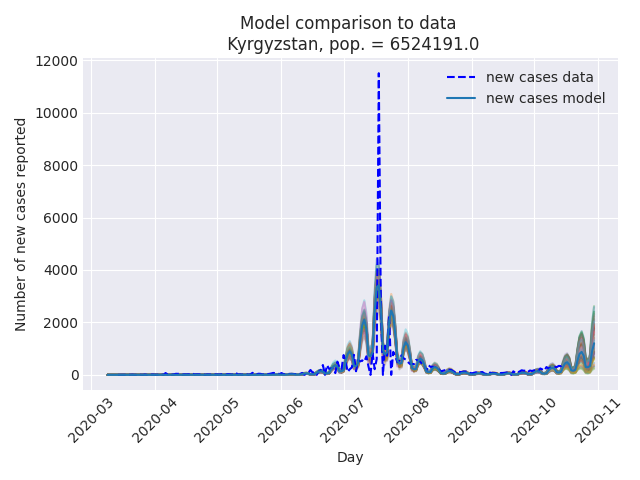 Model comparison to data
Kyrgyzstan, pop. = 6524191.0
12000
10000
8000
6000
4000
2000
0
Number of new cases reported
new cases data
new cases model
2020-03
2020-04
2020-05
2020-06
2020-07
2020-08
2020-09
2020-10
2020-11
Day